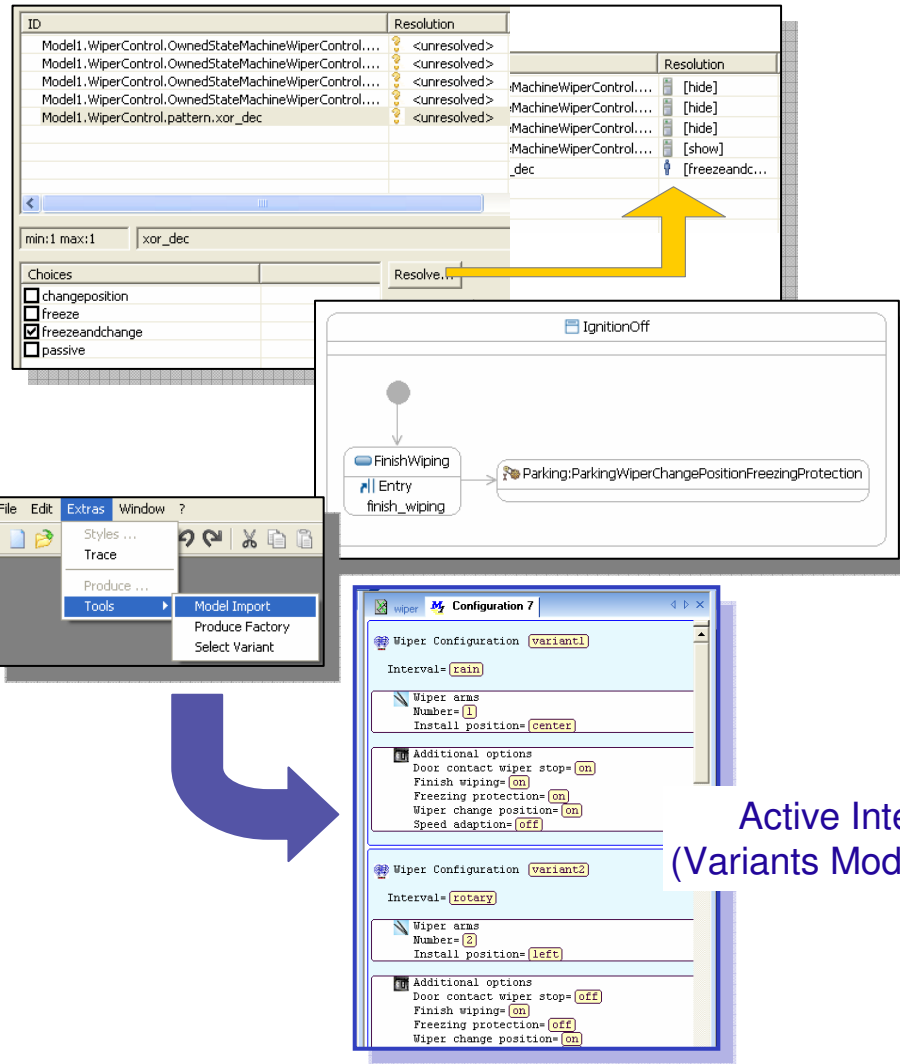 ID Resolution
Model1.WiperControl.OwnedStateMachineWiperControl.... <unresolved>
Model1.WiperControl.OwnedStateMachineWiperControl.... <unresolved>
Model1.WiperControl.OwnedStateMachineWiperControl.... <unresolved>
Model1.WiperControl.OwnedStateMachineWiperControl.... <unresolved>
Model1.WiperControl.pattern.xor_dec <unresolved>
Resolution
eMachineWiperControl.... [hide]
eMachineWiperControl.... [hide]
eMachineWiperControl.... [hide]
eMachineWiperControl.... [show]
_dec [freezeandc...
min:1 max:1 xor_dec
Choices
Resolve...
changeposition
freeze
freezeandchange
passive
IgnitionOff
FinishWiping
Entry
finish_wiping
Parking:ParkingWiperChangePositionFreezingProtection
File Edit Extras Window ?
Styles ...
Trace
Produce ...
Tools
Model Import
Produce Factory
Select Variant
wiper Configuration 7
Wiper Configuration variant1
Interval= rain
Wiper arms
Number= 1
Install position= center
Additional options
Door contact wiper stop= on
Finish wiping= on
Freezing protection= on
Wiper change position= on
Speed adaption= off
Wiper Configuration variant2
Interval= rotary
Wiper arms
Number= 2
Install position= left
Additional options
Door contact wiper stop= off
Finish wiping= on
Freezing protection= off
Wiper change position= on
Active Inte
(Variants Mod